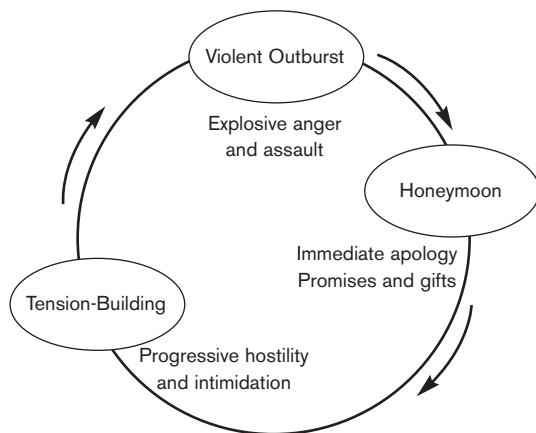 Violent Outburst
Explosive anger
and assault
Honeymoon
Immediate apology
Promises and gifts
Tension-Building
Progressive hostility
and intimidation